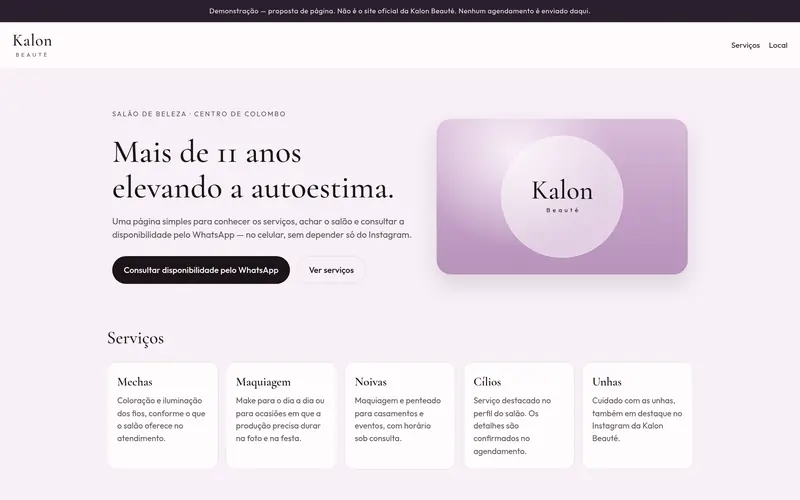 Demonstração — proposta de página. Não é o site oficial da Kalon Beauté. Nenhum agendamento é enviado daqui.
Kalon
BEAUTÉ
Serviços Local
SALÃO DE BELEZA · CENTRO DE COLOMBO
Mais de 11 anos
elevando a autoestima.
Uma página simples para conhecer os serviços, achar o salão e consultar a
disponibilidade pelo WhatsApp — no celular, sem depender só do Instagram.
Consultar disponibilidade pelo WhatsApp
Ver serviços
Kalon
Beauté
Serviços
Mechas
Coloração e iluminação
dos fios, conforme o que
o salão oferece no
atendimento.
Maquiagem
Make para o dia a dia ou
para ocasiões em que a
produção precisa durar
na foto e na festa.
Noivas
Maquiagem e penteado
para casamentos e
eventos, com horário
sob consulta.
Cílios
Serviço destacado no
perfil do salão. Os
detalhes são
confirmados no
agendamento.
Unhas
Cuidado com as unhas,
também em destaque no
Instagram da Kalon
Beauté.